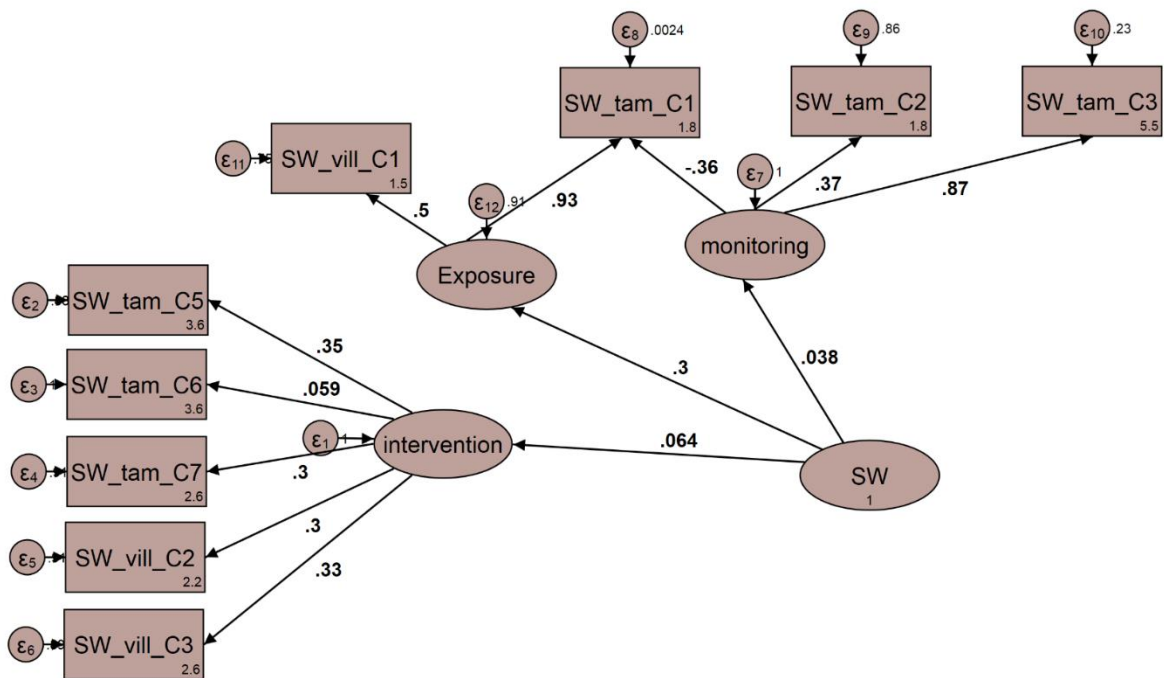 ε8 .0024
ε9 .86
ε10 .23
SW_tam_C1
1.8
SW_tam_C2
1.8
SW_tam_C3
5.5
ε11
SW_vill_C1
1.5
-.36
.37
.87
ε7 1
ε12 .91
.93
.5
monitoring
Exposure
ε2
SW_tam_C5
3.6
.35
.3
.038
ε3
SW_tam_C6
3.6
.059
ε1 1
intervention
.064
ε4
SW_tam_C7
2.6
.3
SW
1
ε5
SW_vill_C2
2.2
.3
.33
ε6
SW_vill_C3
2.6